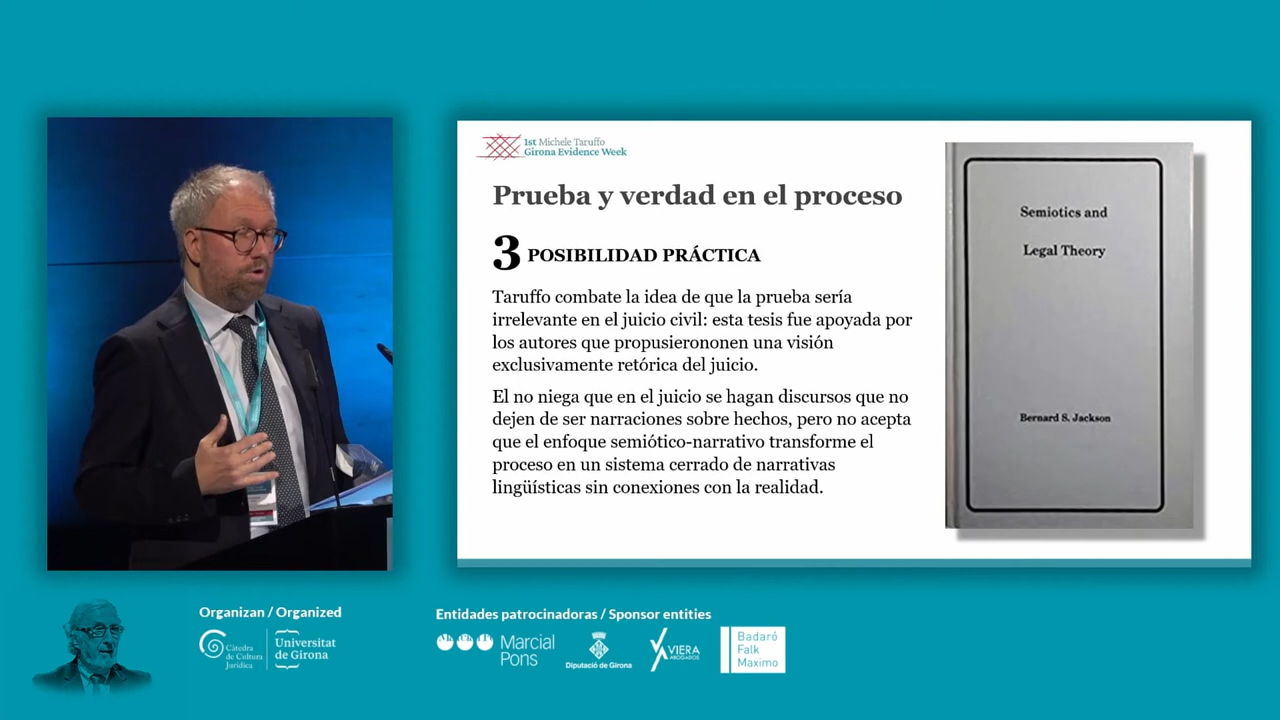 1st Michele Taruffo
Girona Evidence Week
Prueba y verdad en el proceso
3 POSIBILIDAD PRÁCTICA
Taruffo combate la idea de que la prueba sería
irrelevante en el juicio civil: esta tesis fue apoyada por
los autores que propusierononen una visión
exclusivamente retórica del juicio.
El no niega que en el juicio se hagan discursos que no
dejen de ser narraciones sobre hechos, pero no acepta
que el enfoque semiótico-narrativo transforme el
proceso en un sistema cerrado de narrativas
lingüísticas sin conexiones con la realidad.
Semiotics and
Legal Theory
Bernard S. Jackson
Organizan / Organized
Càtedra
de Cultura
Jurídica
Universitat
de Girona
Entidades patrocinadoras / Sponsor entities
Marcial
Pons
Diputació de Girona
VIERA
ABOGADOS
Badaró
Falk
Maximo